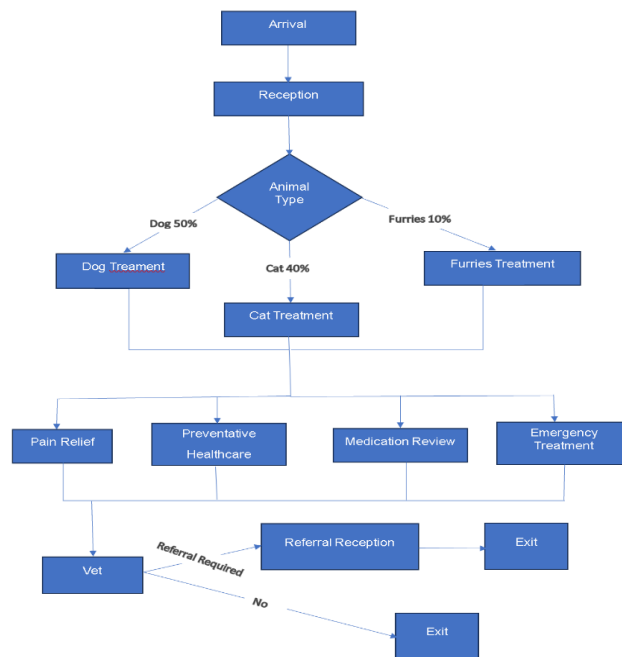 Arrival
Reception
Animal
Type
Dog 50%
Furries 10%
Cat 40%
Dog Treament
Furries Treatment
Cat Treatment
Pain Relief
Preventative
Healthcare
Medication Review
Emergency
Treatment
Vet
Referral Required
Referral Reception
Exit
No
Exit